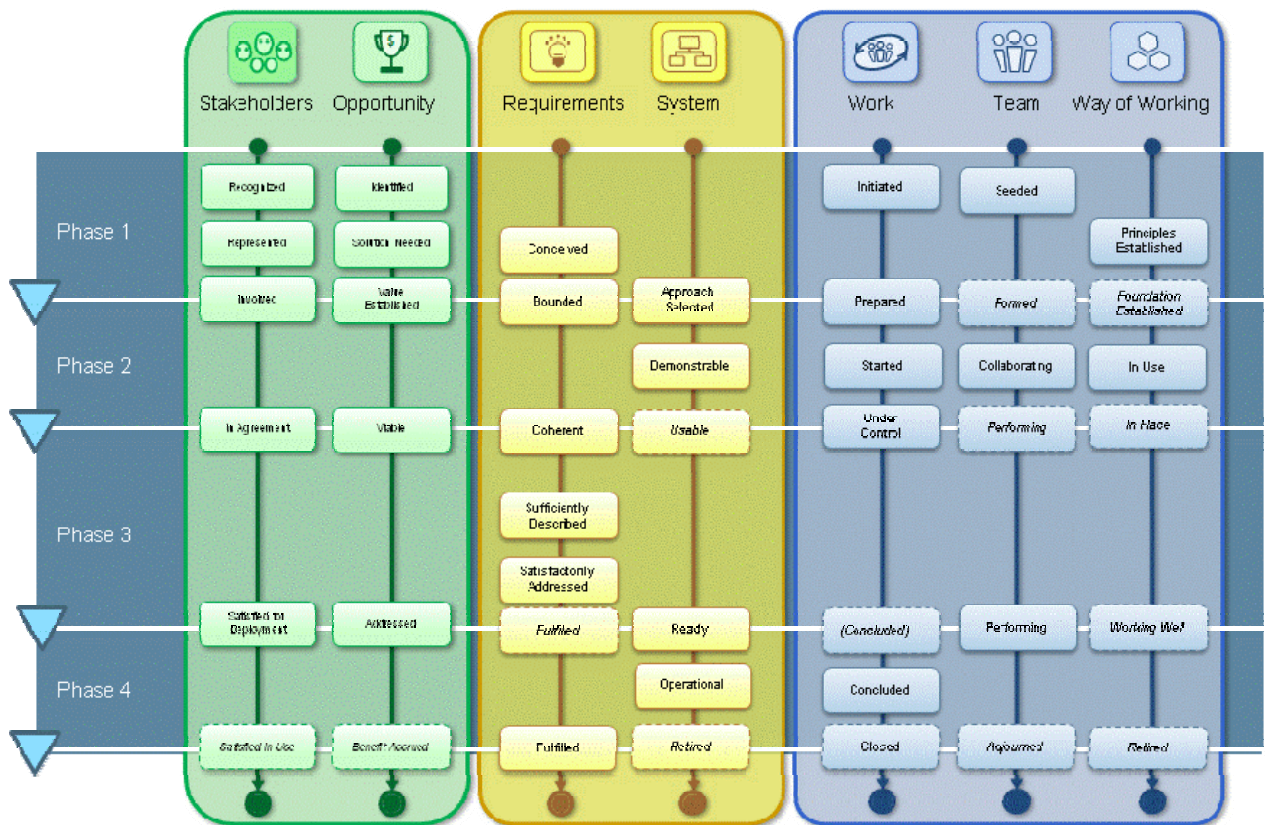 Stakeholders Opportunity Requirements System Work Team Way of Working
$
Phase 1
Recognized Identified Initiated Seeded
Represented Solution Needed Conceived Principles
Established
Involved Value
Established Bounded Approach
Selected Prepared Formed Foundation
Established
Phase 2
Demonstrable Started Collaborating In Use
In Agreement Viable Coherent Usable Under
Control Performing In Place
Phase 3
Sufficiently
Described
Satisfactorily
Addressed
Satisfied for
Deployment Addressed Fulfilled Ready (Concluded) Performing Working Well
Phase 4
Operational Concluded
Satisfied In Use Benefit Accrued Fulfilled Retired Closed Adjourned Retired